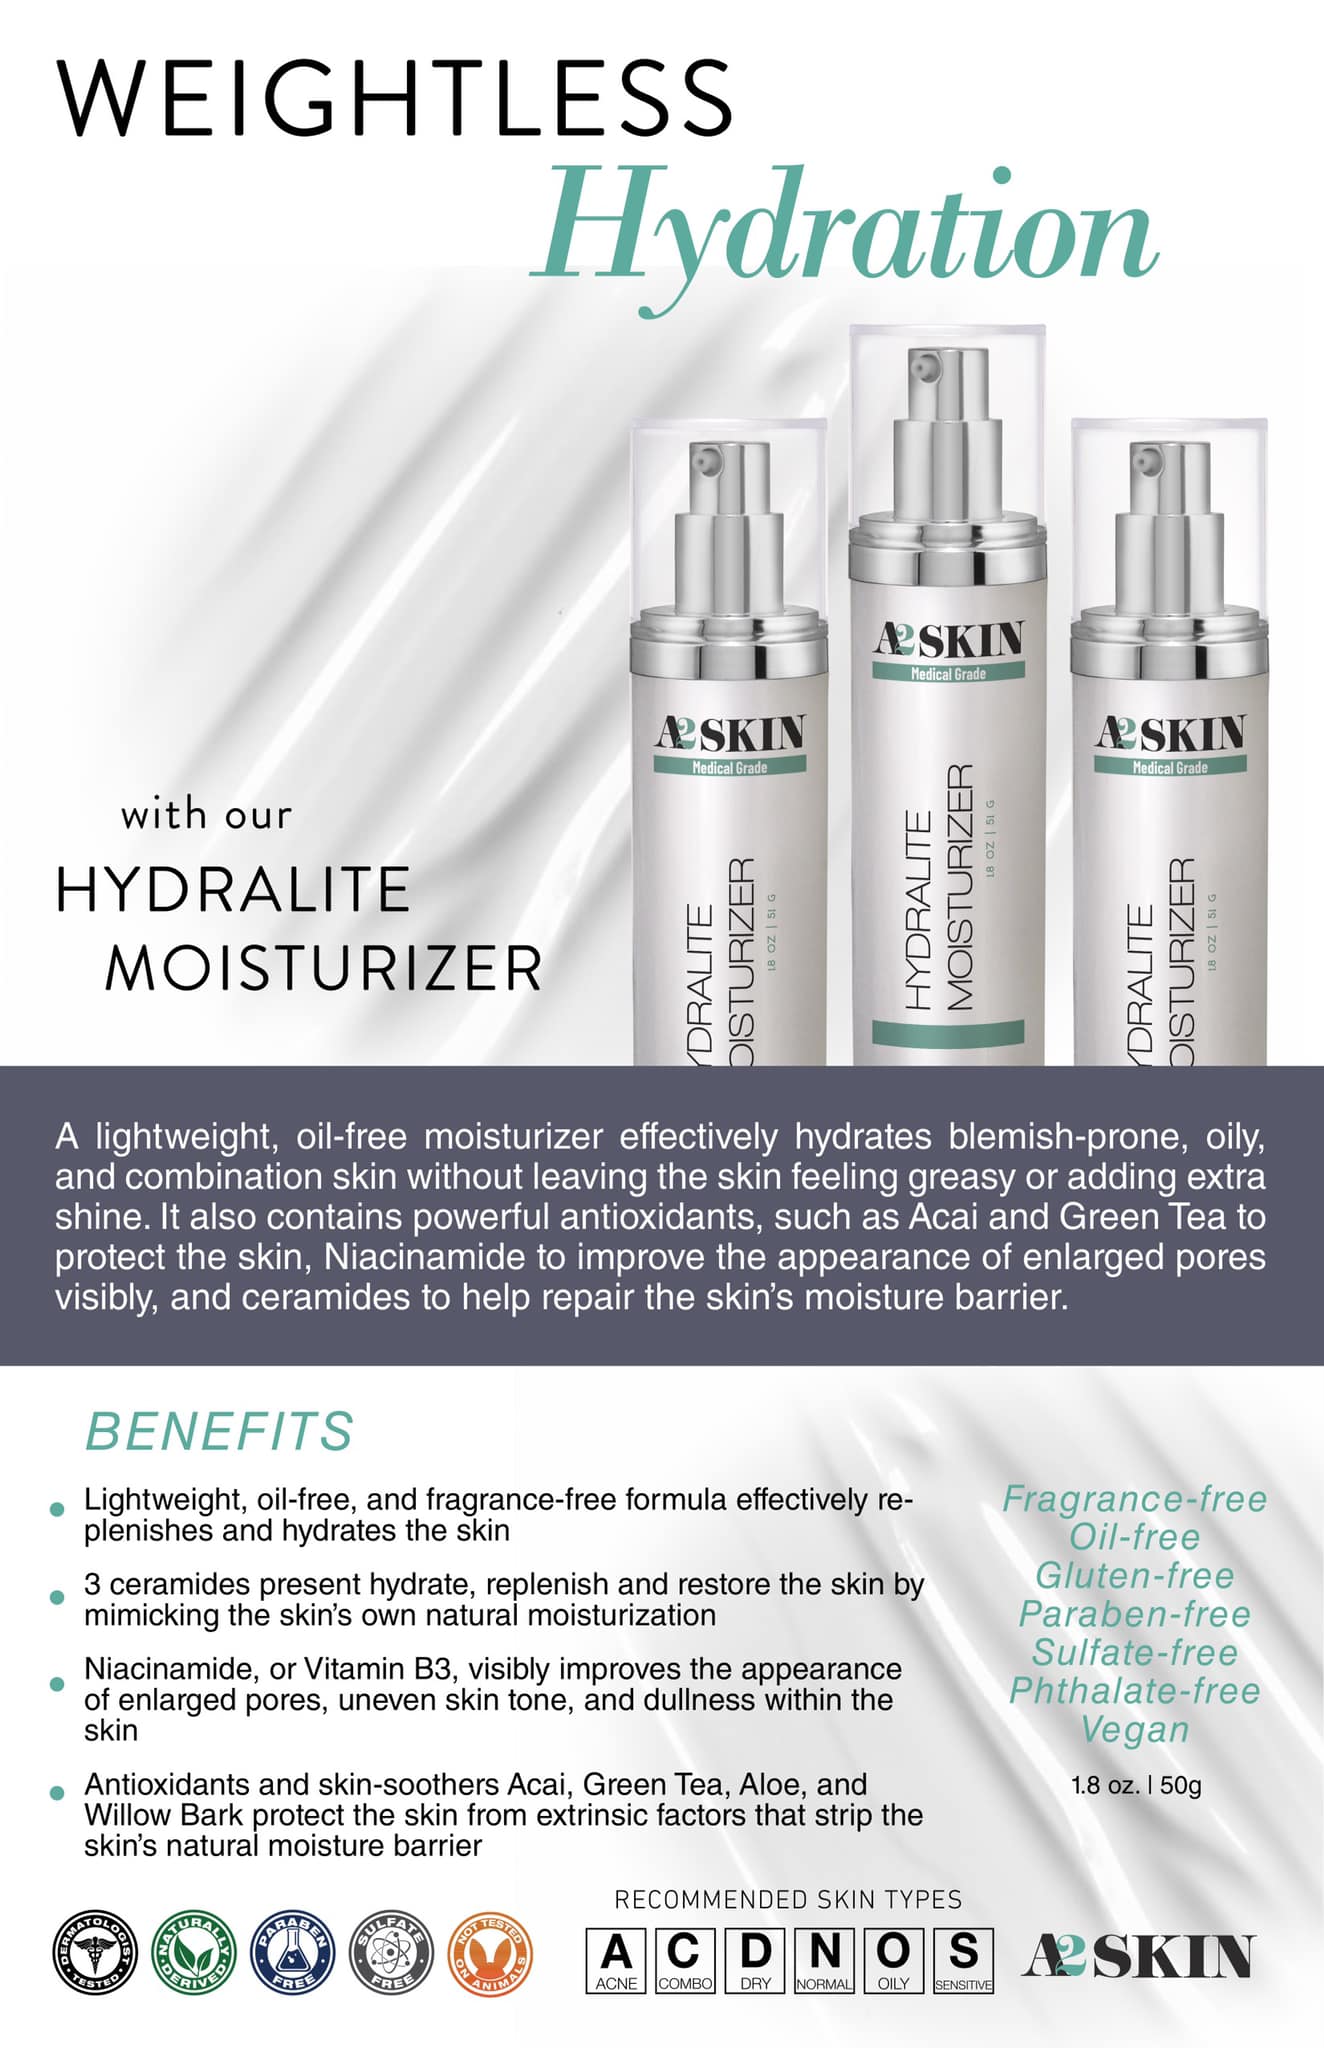 WEIGHTLESS
Hydration
A2SKIN
Medical Grade
HYDRALITE
MOISTURIZER
1.8 OZ | 51 G
A2SKIN
Medical Grade
YDRALITE
OISTURIZER
1.8 OZ | 51 G
A2SKIN
Medical Grade
YDRALITE
OISTURIZER
1.8 OZ | 51 G
with our
HYDRALITE
MOISTURIZER
A lightweight, oil-free moisturizer effectively hydrates blemish-prone, oily,
and combination skin without leaving the skin feeling greasy or adding extra
shine. It also contains powerful antioxidants, such as Acai and Green Tea to
protect the skin, Niacinamide to improve the appearance of enlarged pores
visibly, and ceramides to help repair the skin's moisture barrier.
BENEFITS
Lightweight, oil-free, and fragrance-free formula effectively re-
plenishes and hydrates the skin
3 ceramides present hydrate, replenish and restore the skin by
mimicking the skin's own natural moisturization
Niacinamide, or Vitamin B3, visibly improves the appearance
of enlarged pores, uneven skin tone, and dullness within the
skin
Antioxidants and skin-soothers Acai, Green Tea, Aloe, and
Willow Bark protect the skin from extrinsic factors that strip the
skin's natural moisture barrier
Fragrance-free
Oil-free
Gluten-free
Paraben-free
Sulfate-free
Phthalate-free
Vegan
1.8 oz. | 50g
DERMATOLOGIST TESTED
NATURALLY DERIVED
PARABEN FREE
SULFATE FREE
NOT TESTED ON ANIMALS
RECOMMENDED SKIN TYPES
A C D N O S
ACNE COMBO DRY NORMAL OILY SENSITIVE
A2SKIN